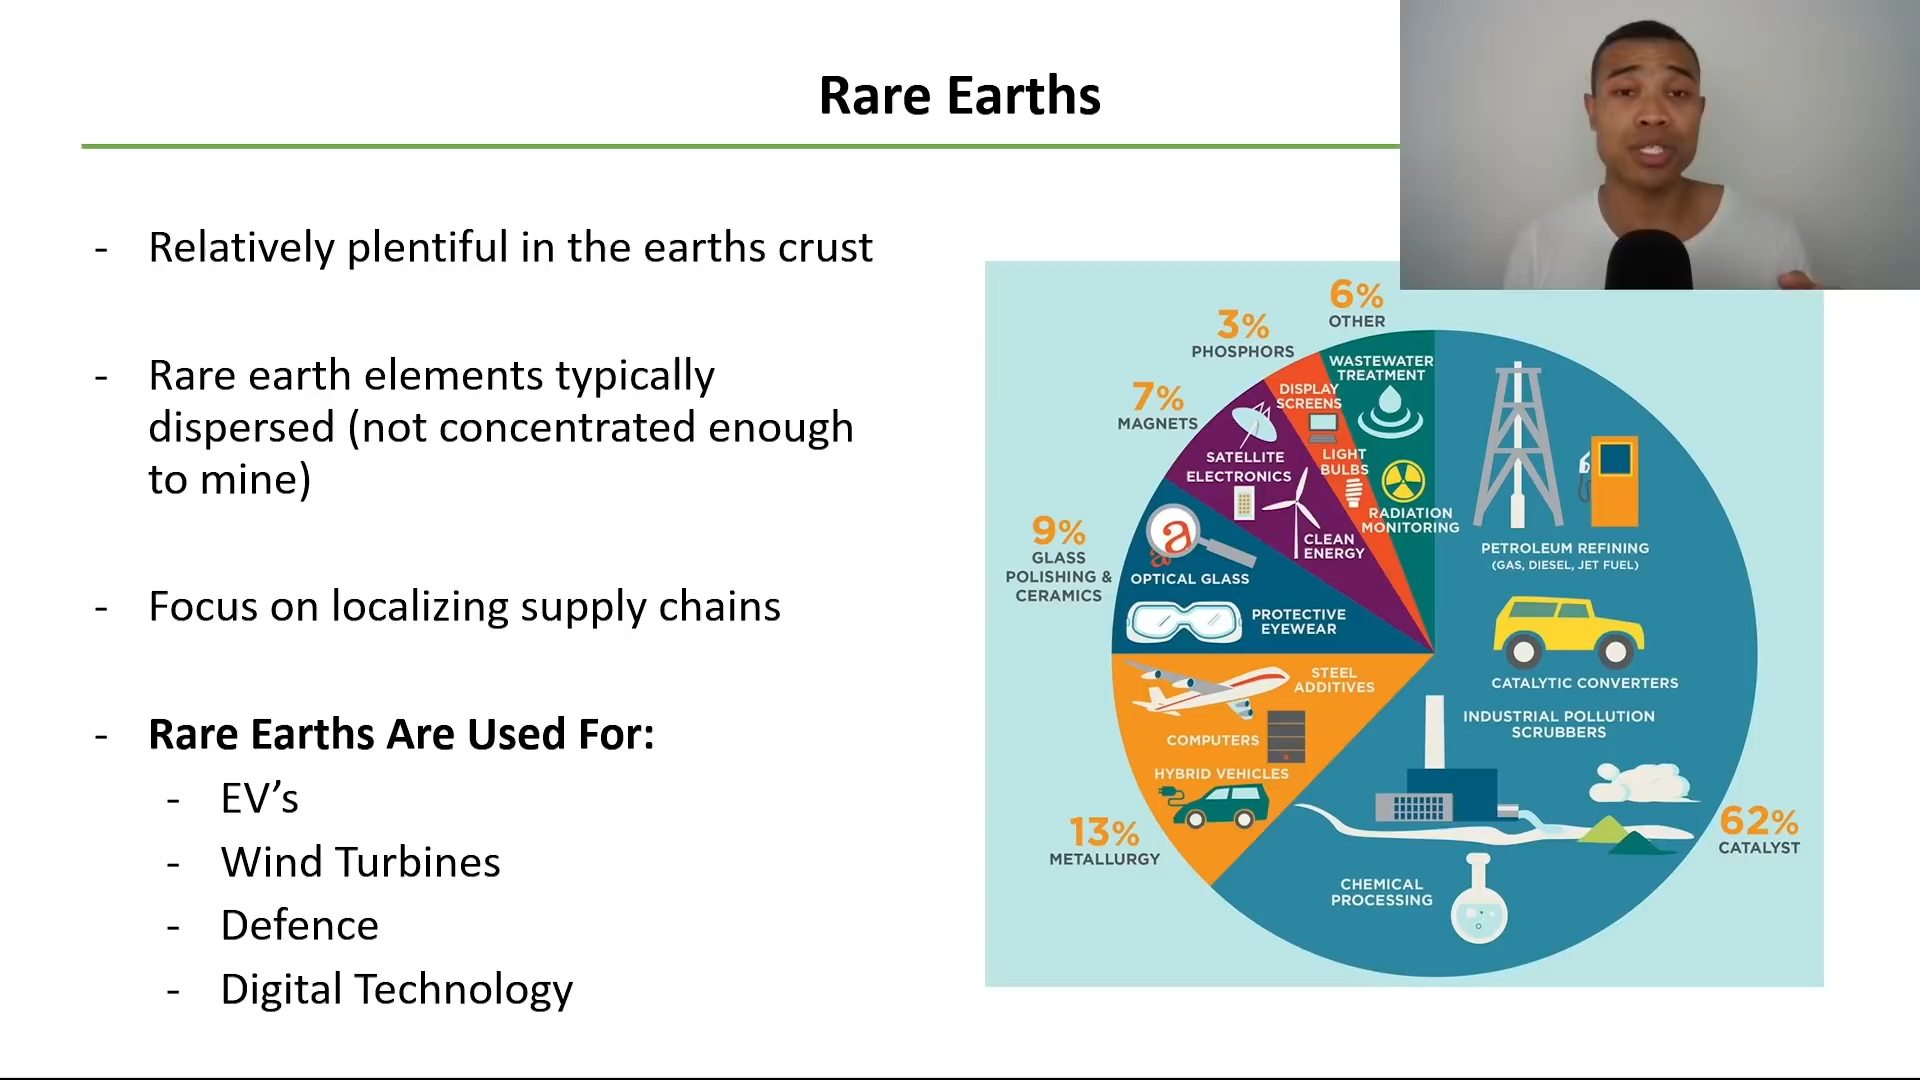 Rare Earths
- Relatively plentiful in the earths crust
- Rare earth elements typically
dispersed (not concentrated enough
to mine)
- Focus on localizing supply chains
- Rare Earths Are Used For:
- EV’s
- Wind Turbines
- Defence
- Digital Technology
6%
OTHER
WASTEWATER
TREATMENT
RADIATION
MONITORING
3%
PHOSPHORS
DISPLAY
SCREENS
LIGHT
BULBS
7%
MAGNETS
SATELLITE
ELECTRONICS
CLEAN
ENERGY
9%
GLASS
POLISHING &
CERAMICS
a
a
OPTICAL GLASS
PROTECTIVE
EYEWEAR
13%
METALLURGY
STEEL
ADDITIVES
COMPUTERS
HYBRID VEHICLES
62%
CATALYST
PETROLEUM REFINING
(GAS, DIESEL, JET FUEL)
CATALYTIC CONVERTERS
INDUSTRIAL POLLUTION
SCRUBBERS
CHEMICAL
PROCESSING